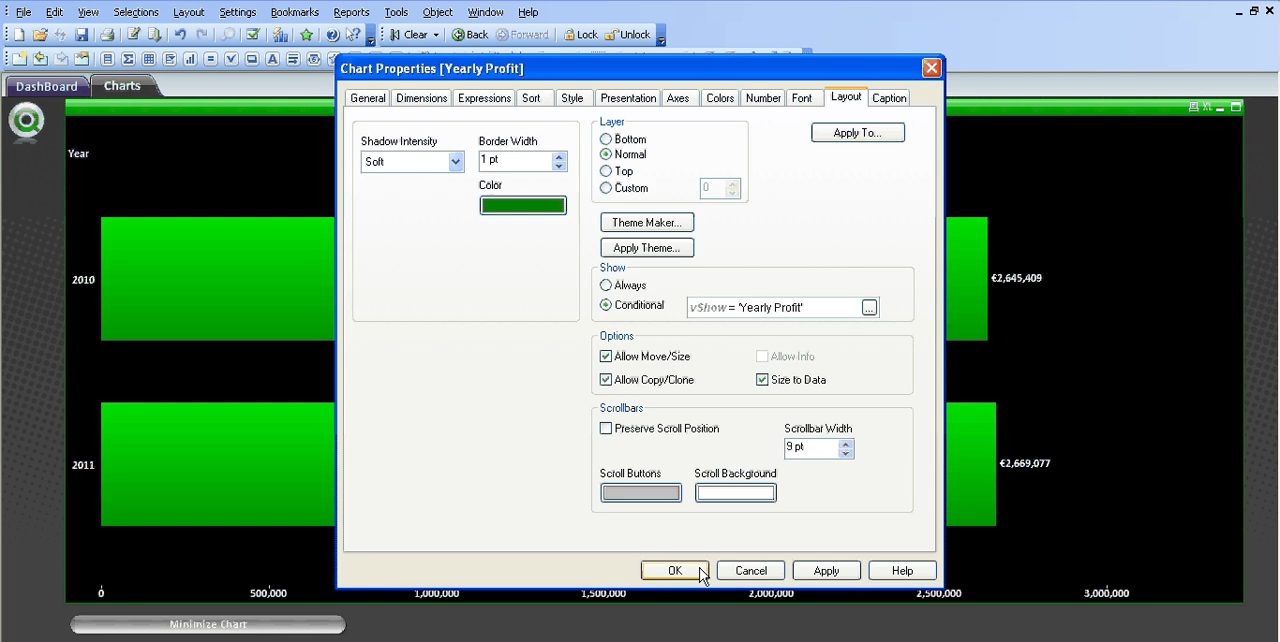 File Edit View Selections Layout Settings Bookmarks Reports Tools Object Window Help
Clear Back Forward Lock Unlock
DashBoard Charts
XL
Year
2010
€2,645,409
2011
€2,669,077
0 500,000 1,000,000 1,500,000 2,000,000 2,500,000 3,000,000
Minimize Chart
Chart Properties [Yearly Profit]
General Dimensions Expressions Sort Style Presentation Axes Colors Number Font Layout Caption
Shadow Intensity
Soft
Border Width
1 pt
Color
Layer
Bottom
Normal
Top
Custom
0
Apply To...
Theme Maker...
Apply Theme...
Show
Always
Conditional
vShow = 'Yearly Profit'
...
Options
Allow Move/Size
Allow Info
Allow Copy/Clone
Size to Data
Scrollbars
Preserve Scroll Position
Scrollbar Width
9 pt
Scroll Buttons
Scroll Background
OK Cancel Apply Help